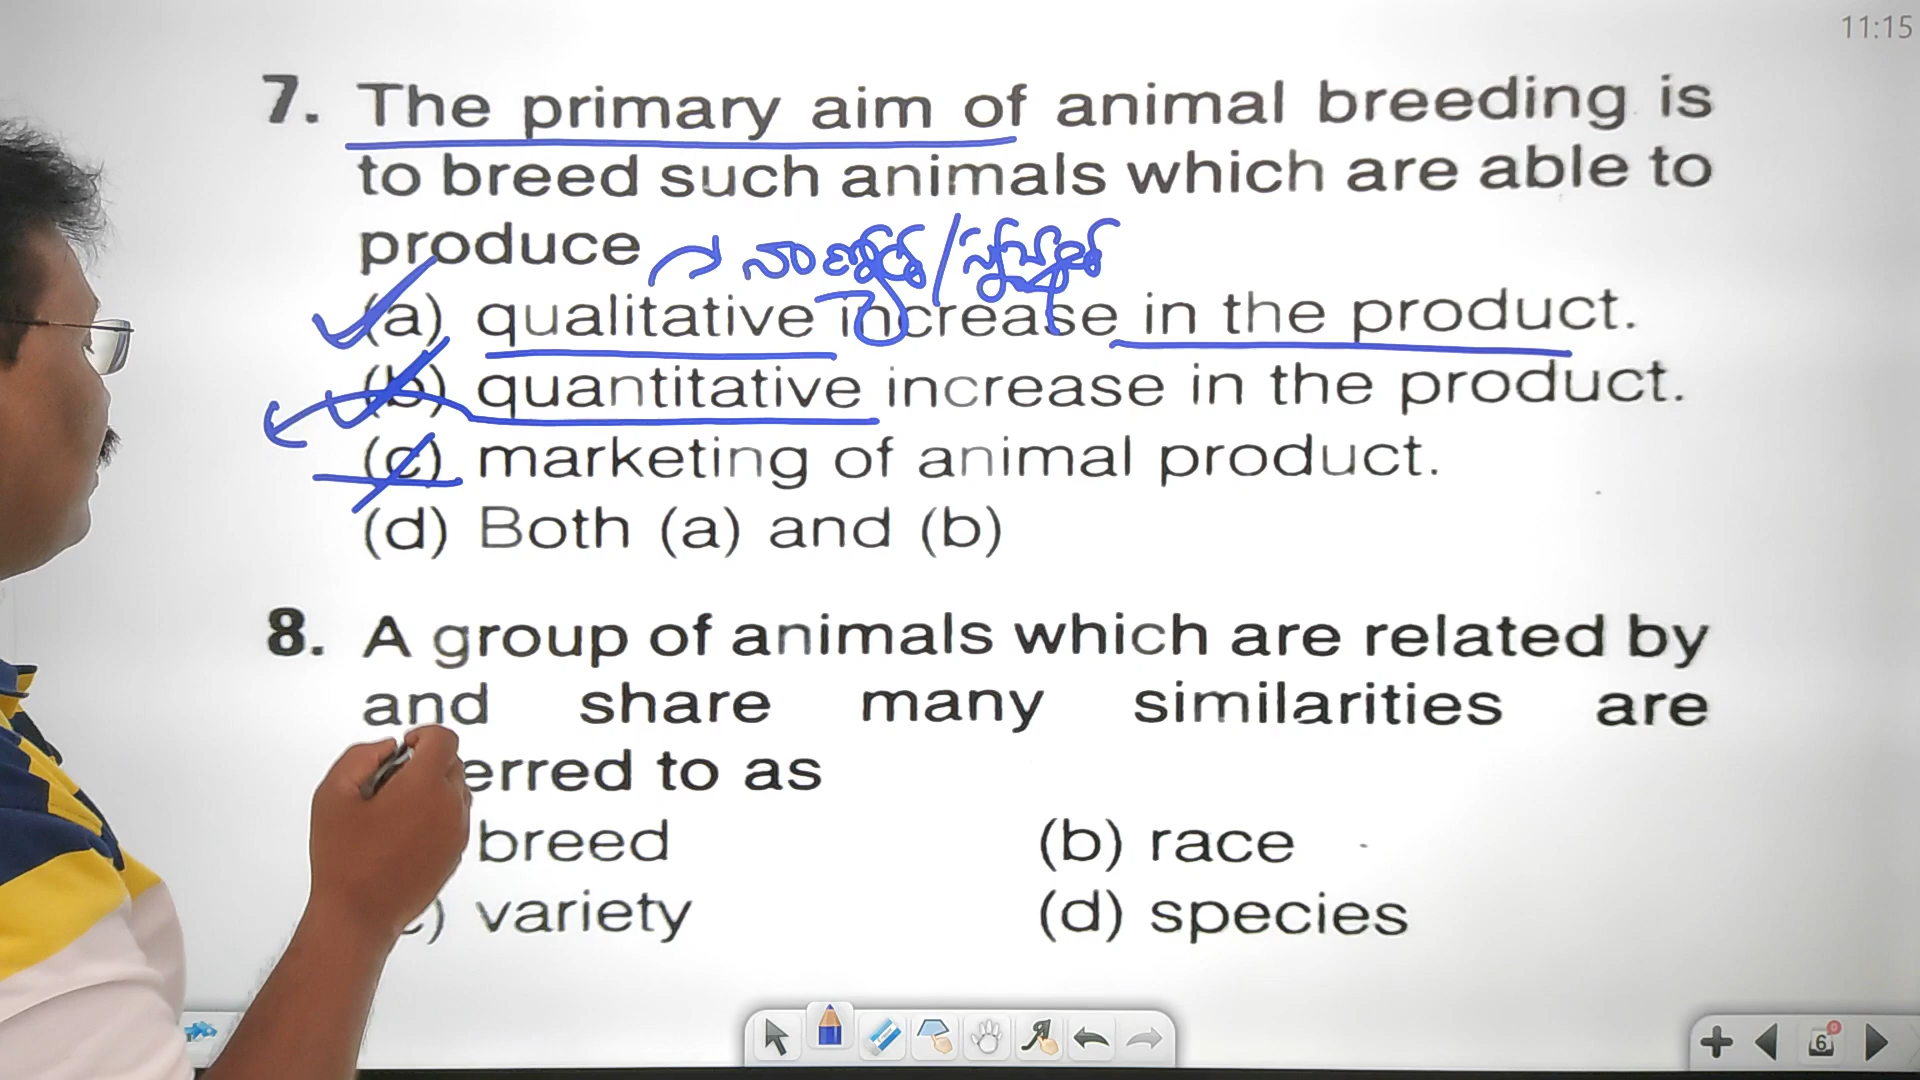 11:15
7. The primary aim of animal breeding is
to breed such animals which are able to
produce
(a) qualitative increase in the product.
(b) quantitative increase in the product.
(c) marketing of animal product.
(d) Both (a) and (b)
8. A group of animals which are related by
and share many similarities are
erred to as
breed (b) race
) variety (d) species
6